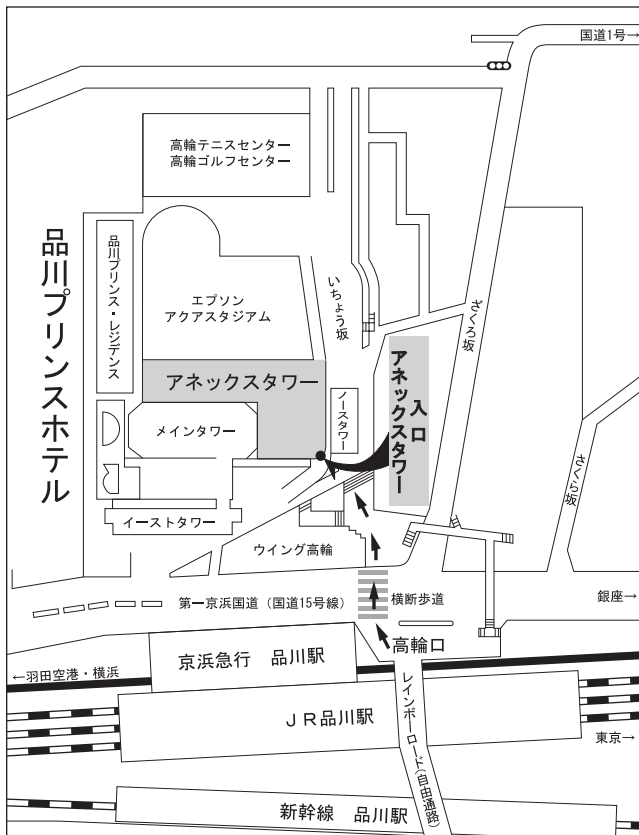 国道1号→
高輪テニスセンター
高輪ゴルフセンター
品川プリンスホテル
品川プリンス・レジデンス
エプソン
アクアスタジアム
いちょう坂
ざくろ坂
アネックスタワー
メインタワー
ノースタワー
アネックスタワー
入口
さくら坂
イーストタワー
ウイング高輪
第一京浜国道（国道15号線）
横断歩道
銀座→
高輪口
京浜急行 品川駅
←羽田空港・横浜
JR品川駅
レインボーロード（自由通路）
東京→
新幹線 品川駅